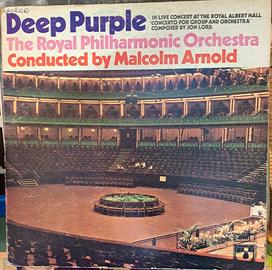 Deep Purple
IN LIVE CONCERT AT THE ROYAL ALBERT HALL
CONCERTO FOR GROUP AND ORCHESTRA
COMPOSED BY JON LORD.
The Royal Philharmonic Orchestra
Conducted by Malcolm Arnold